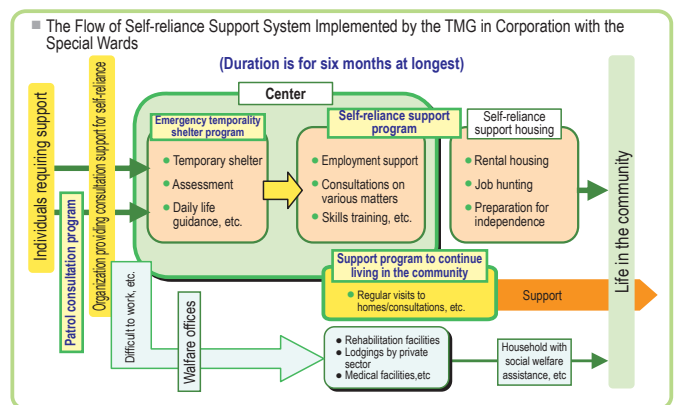 ■ The Flow of Self-reliance Support System Implemented by the TMG in Corporation with the
Special Wards
(Duration is for six months at longest)
Individuals requiring support
Patrol consultation program
Organization providing consultation support for self-reliance
Center
Emergency temporality
shelter program
● Temporary shelter
● Assessment
● Daily life
guidance, etc.
Self-reliance support
program
● Employment support
● Consultations on
various matters
● Skills training, etc.
Self-reliance
support housing
● Rental housing
● Job hunting
● Preparation for
independence
Support program to continue
living in the community
● Regular visits to
homes/consultations, etc.
Support
Life in the community
Difficult to work, etc.
Welfare offices
● Rehabilitation facilities
● Lodgings by private
sector
● Medical facilities,etc
Household with
social welfare
assistance, etc